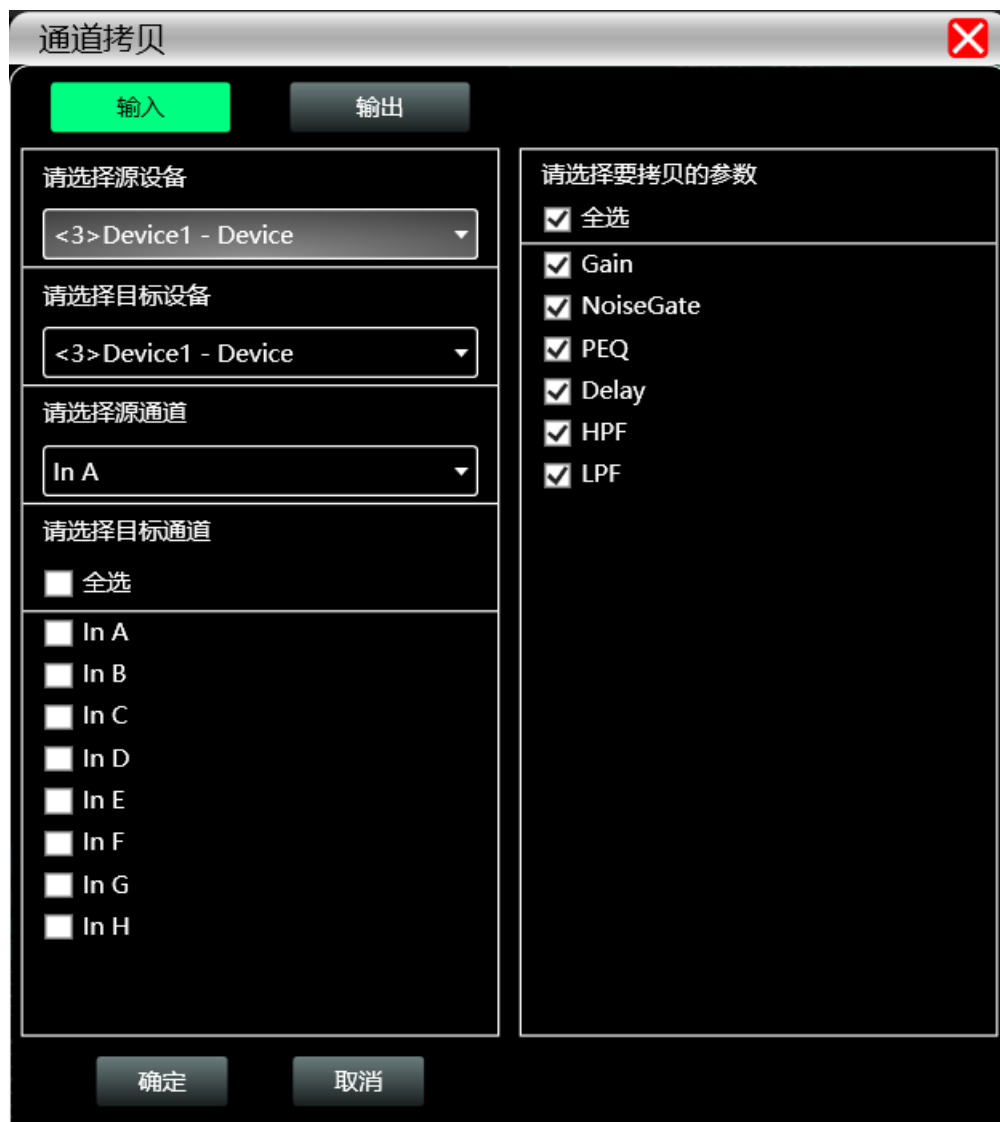 通道拷贝
输入
输出
请选择源设备
<3>Device1 - Device
请选择目标设备
<3>Device1 - Device
请选择源通道
In A
请选择目标通道
全选
In A
In B
In C
In D
In E
In F
In G
In H
请选择要拷贝的参数
全选
Gain
NoiseGate
PEQ
Delay
HPF
LPF
确定
取消